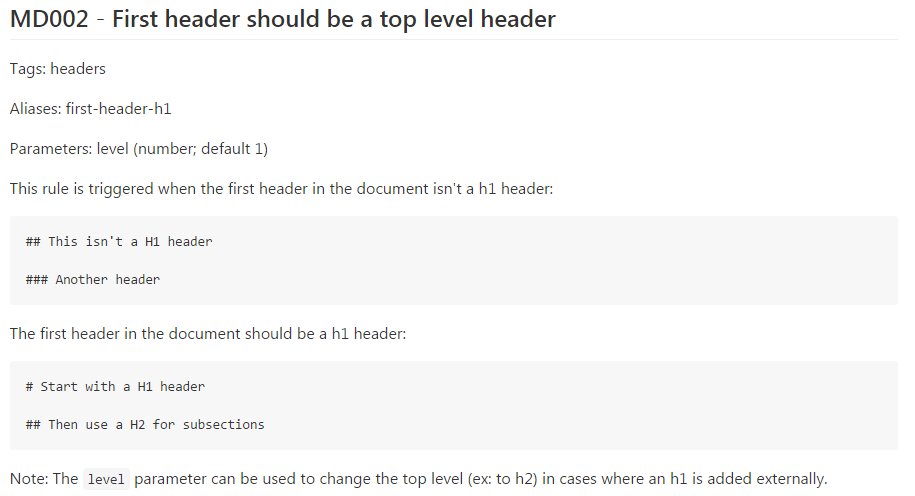 MD002 - First header should be a top level header
Tags: headers
Aliases: first-header-h1
Parameters: level (number; default 1)
This rule is triggered when the first header in the document isn't a h1 header:
## This isn't a H1 header
### Another header
The first header in the document should be a h1 header:
# Start with a H1 header
## Then use a H2 for subsections
Note: The level parameter can be used to change the top level (ex: to h2) in cases where an h1 is added externally.